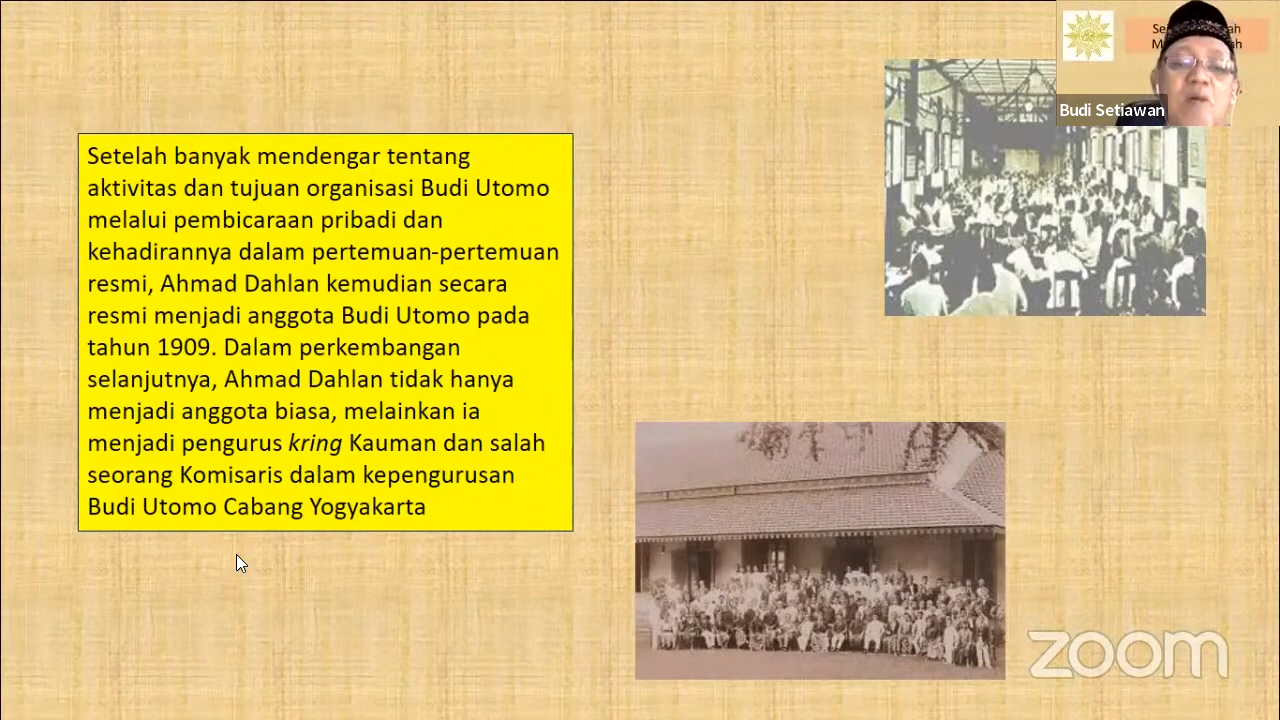 Setelah banyak mendengar tentang
aktivitas dan tujuan organisasi Budi Utomo
melalui pembicaraan pribadi dan
kehadirannya dalam pertemuan-pertemuan
resmi, Ahmad Dahlan kemudian secara
resmi menjadi anggota Budi Utomo pada
tahun 1909. Dalam perkembangan
selanjutnya, Ahmad Dahlan tidak hanya
menjadi anggota biasa, melainkan ia
menjadi pengurus kring Kauman dan salah
seorang Komisaris dalam kepengurusan
Budi Utomo Cabang Yogyakarta
Budi Setiawan
zoom